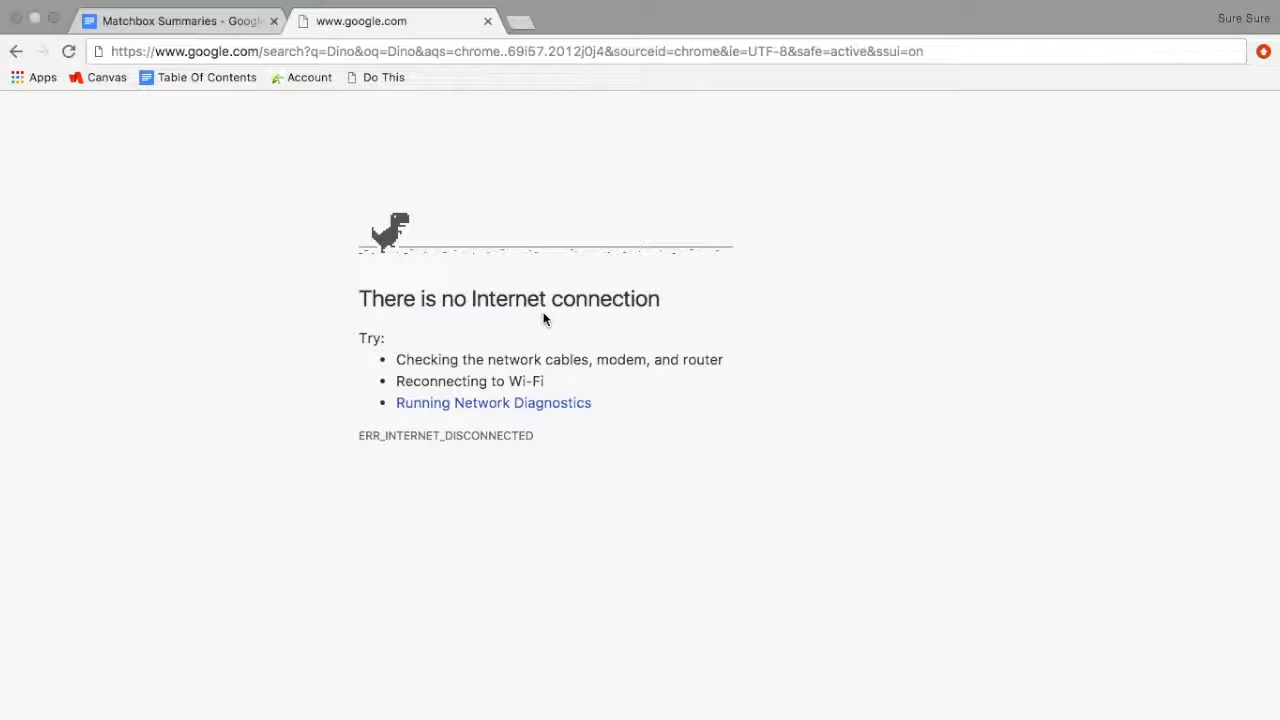 Matchbox Summaries - Googl
www.google.com
Sure Sure
https://www.google.com/search?q=Dino&oq=Dino&aqs=chrome..69i57.2012j0j4&sourceid=chrome&ie=UTF-8&safe=active&ssui=on
Apps Canvas Table Of Contents Account Do This
There is no Internet connection
Try:
• Checking the network cables, modem, and router
• Reconnecting to Wi-Fi
• Running Network Diagnostics
ERR_INTERNET_DISCONNECTED